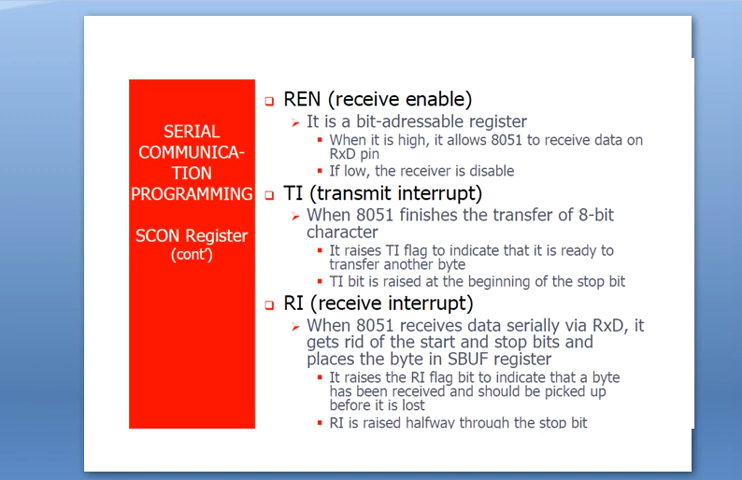 SERIAL
COMMUNICA-
TION
PROGRAMMING
SCON Register
(cont')
REN (receive enable)
It is a bit-adressable register
When it is high, it allows 8051 to receive data on
RxD pin
If low, the receiver is disable
TI (transmit interrupt)
When 8051 finishes the transfer of 8-bit
character
It raises TI flag to indicate that it is ready to
transfer another byte
TI bit is raised at the beginning of the stop bit
RI (receive interrupt)
When 8051 receives data serially via RxD, it
gets rid of the start and stop bits and
places the byte in SBUF register
It raises the RI flag bit to indicate that a byte
has been received and should be picked up
before it is lost
RI is raised halfway through the stop bit